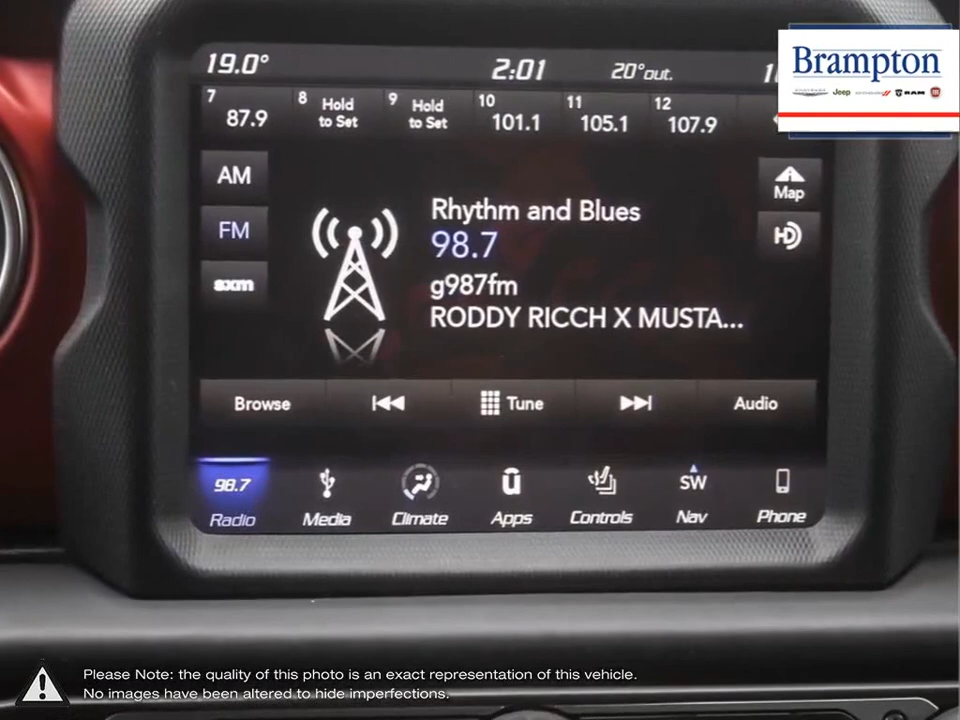 19.0° 2:01 20°out.
Brampton
Jeep RAM
7 8 9 10 11 12
87.9 Hold to Set Hold to Set 101.1 105.1 107.9
AM
Map
FM
HD
sxm
Rhythm and Blues
98.7
g987fm
RODDY RICCH X MUSTA...
Browse Tune Audio
98.7 SW
Radio Media Climate Apps Controls Nav Phone
Please Note: the quality of this photo is an exact representation of this vehicle.
No images have been altered to hide imperfections.